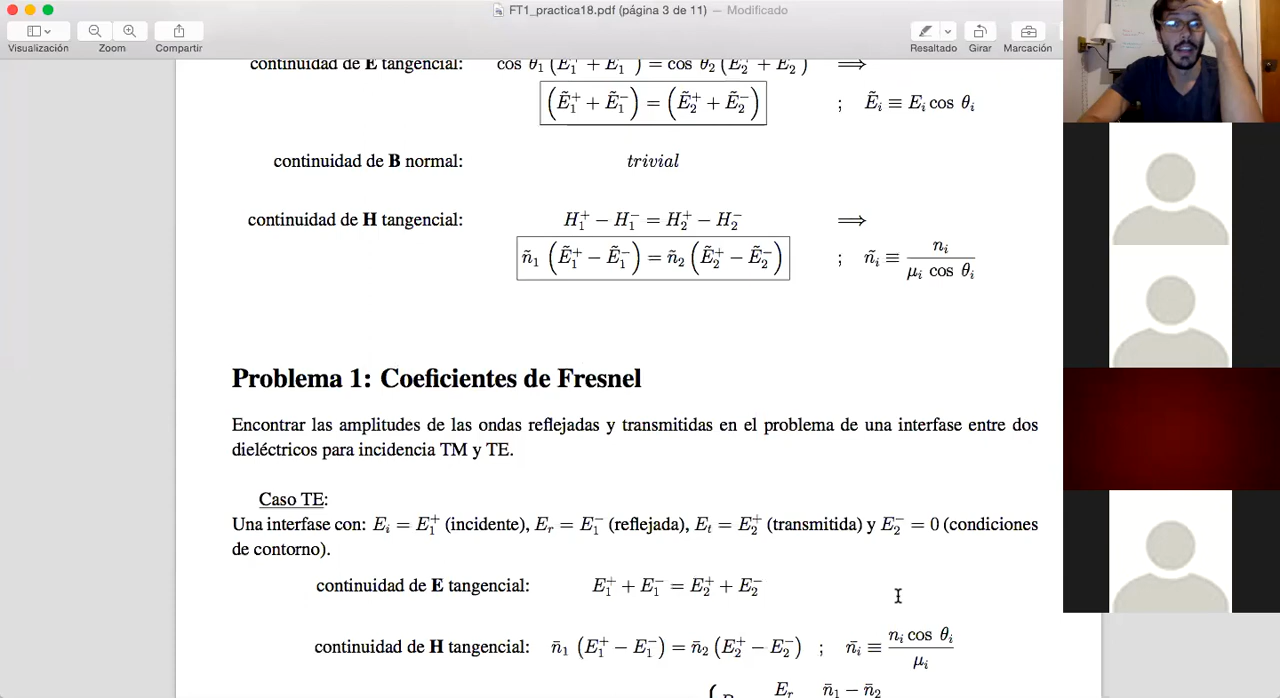 FT1_practica18.pdf (página 3 de 11) — Modificado
Visualización Zoom Compartir Resaltado Girar Marcación
continuidad de E tangencial: cos θ₁ (E₁⁺ + E₁⁻) = cos θ₂ (E₂⁺ + E₂⁻) ⟹
(Ẽ₁⁺ + Ẽ₁⁻) = (Ẽ₂⁺ + Ẽ₂⁻) ; Ẽᵢ ≡ Eᵢ cos θᵢ
continuidad de B normal: trivial
continuidad de H tangencial: H₁⁺ − H₁⁻ = H₂⁺ − H₂⁻ ⟹
ñ₁ (Ẽ₁⁺ − Ẽ₁⁻) = ñ₂ (Ẽ₂⁺ − Ẽ₂⁻) ; ñᵢ ≡ nᵢ / μᵢ cos θᵢ
Problema 1: Coeficientes de Fresnel
Encontrar las amplitudes de las ondas reflejadas y transmitidas en el problema de una interfase entre dos
dieléctricos para incidencia TM y TE.
Caso TE:
Una interfase con: Eᵢ = E₁⁺ (incidente), Eᵣ = E₁⁻ (reflejada), Eₜ = E₂⁺ (transmitida) y E₂⁻ = 0 (condiciones
de contorno).
continuidad de E tangencial: E₁⁺ + E₁⁻ = E₂⁺ + E₂⁻
continuidad de H tangencial: n̄₁ (E₁⁺ − E₁⁻) = n̄₂ (E₂⁺ − E₂⁻) ; n̄ᵢ ≡ nᵢ cos θᵢ / μᵢ
Eᵣ n̄₁ − n̄₂